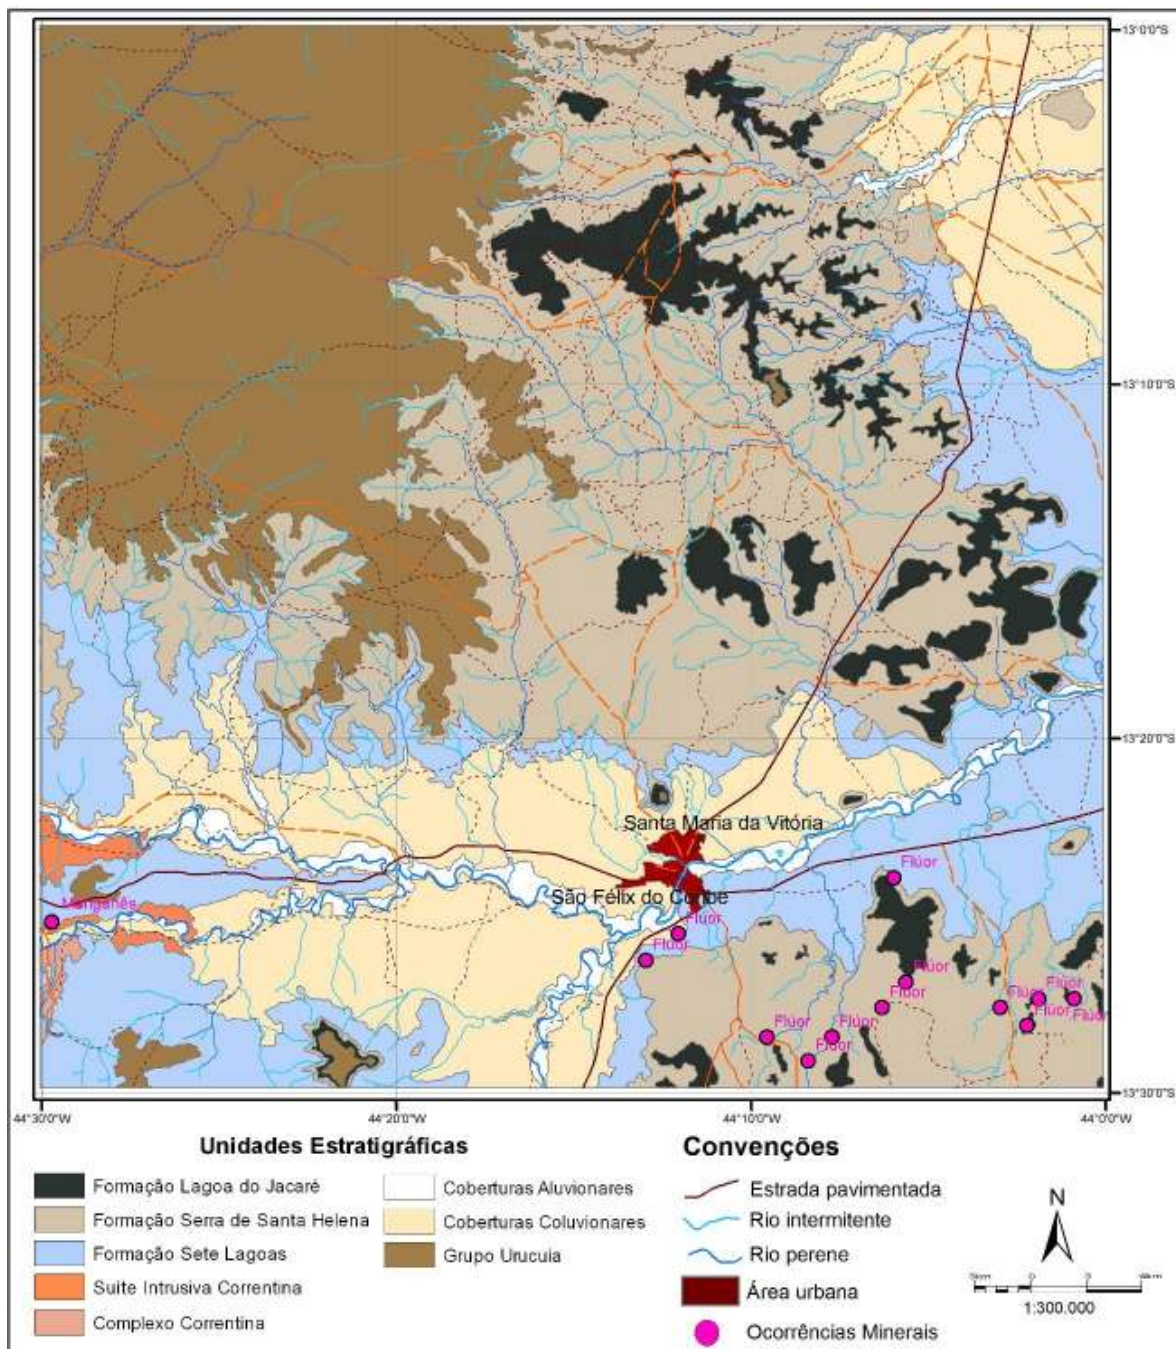 13°0'0"S
13°10'0"S
13°20'0"S
Santa Maria da Vitória
São Félix do Coribe
Manganês
Flúor
Flúor
Flúor
Flúor
Flúor
Flúor
Flúor
Flúor
Flúor
Flúor
Flúor
Flúor
13°30'0"S
44°30'0"W
44°20'0"W
44°10'0"W
44°0'0"W
Unidades Estratigráficas
Formação Lagoa do Jacaré
Formação Serra de Santa Helena
Formação Sete Lagoas
Suíte Intrusiva Correntina
Complexo Correntina
Coberturas Aluvionares
Coberturas Coluvionares
Grupo Urucuia
Convenções
Estrada pavimentada
Rio intermitente
Rio perene
Área urbana
Ocorrências Minerais
N
0
1:300.000